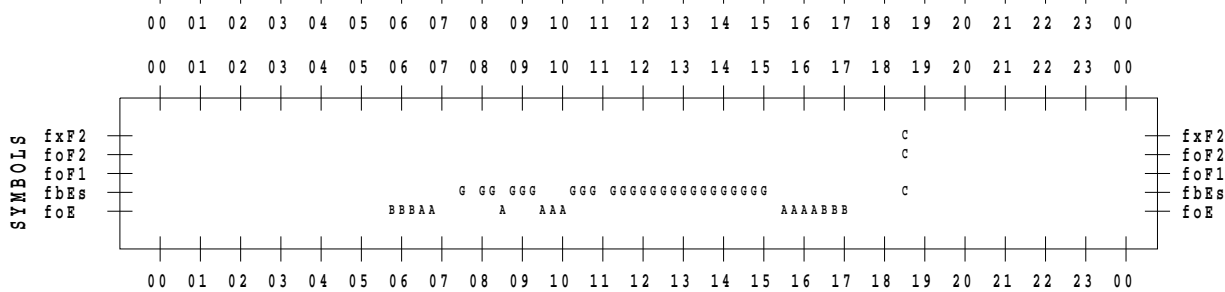 00 01 02 03 04 05 06 07 08 09 10 11 12 13 14 15 16 17 18 19 20 21 22 23 00
00 01 02 03 04 05 06 07 08 09 10 11 12 13 14 15 16 17 18 19 20 21 22 23 00
SYMBOLS
fxF2 C fxF2
foF2 C foF2
foF1 foF1
fbEs G GG GGG GGG GGGGGGGGGGGGGGGG C fbEs
foE BBBAA A AAA AAAABBB foE
00 01 02 03 04 05 06 07 08 09 10 11 12 13 14 15 16 17 18 19 20 21 22 23 00